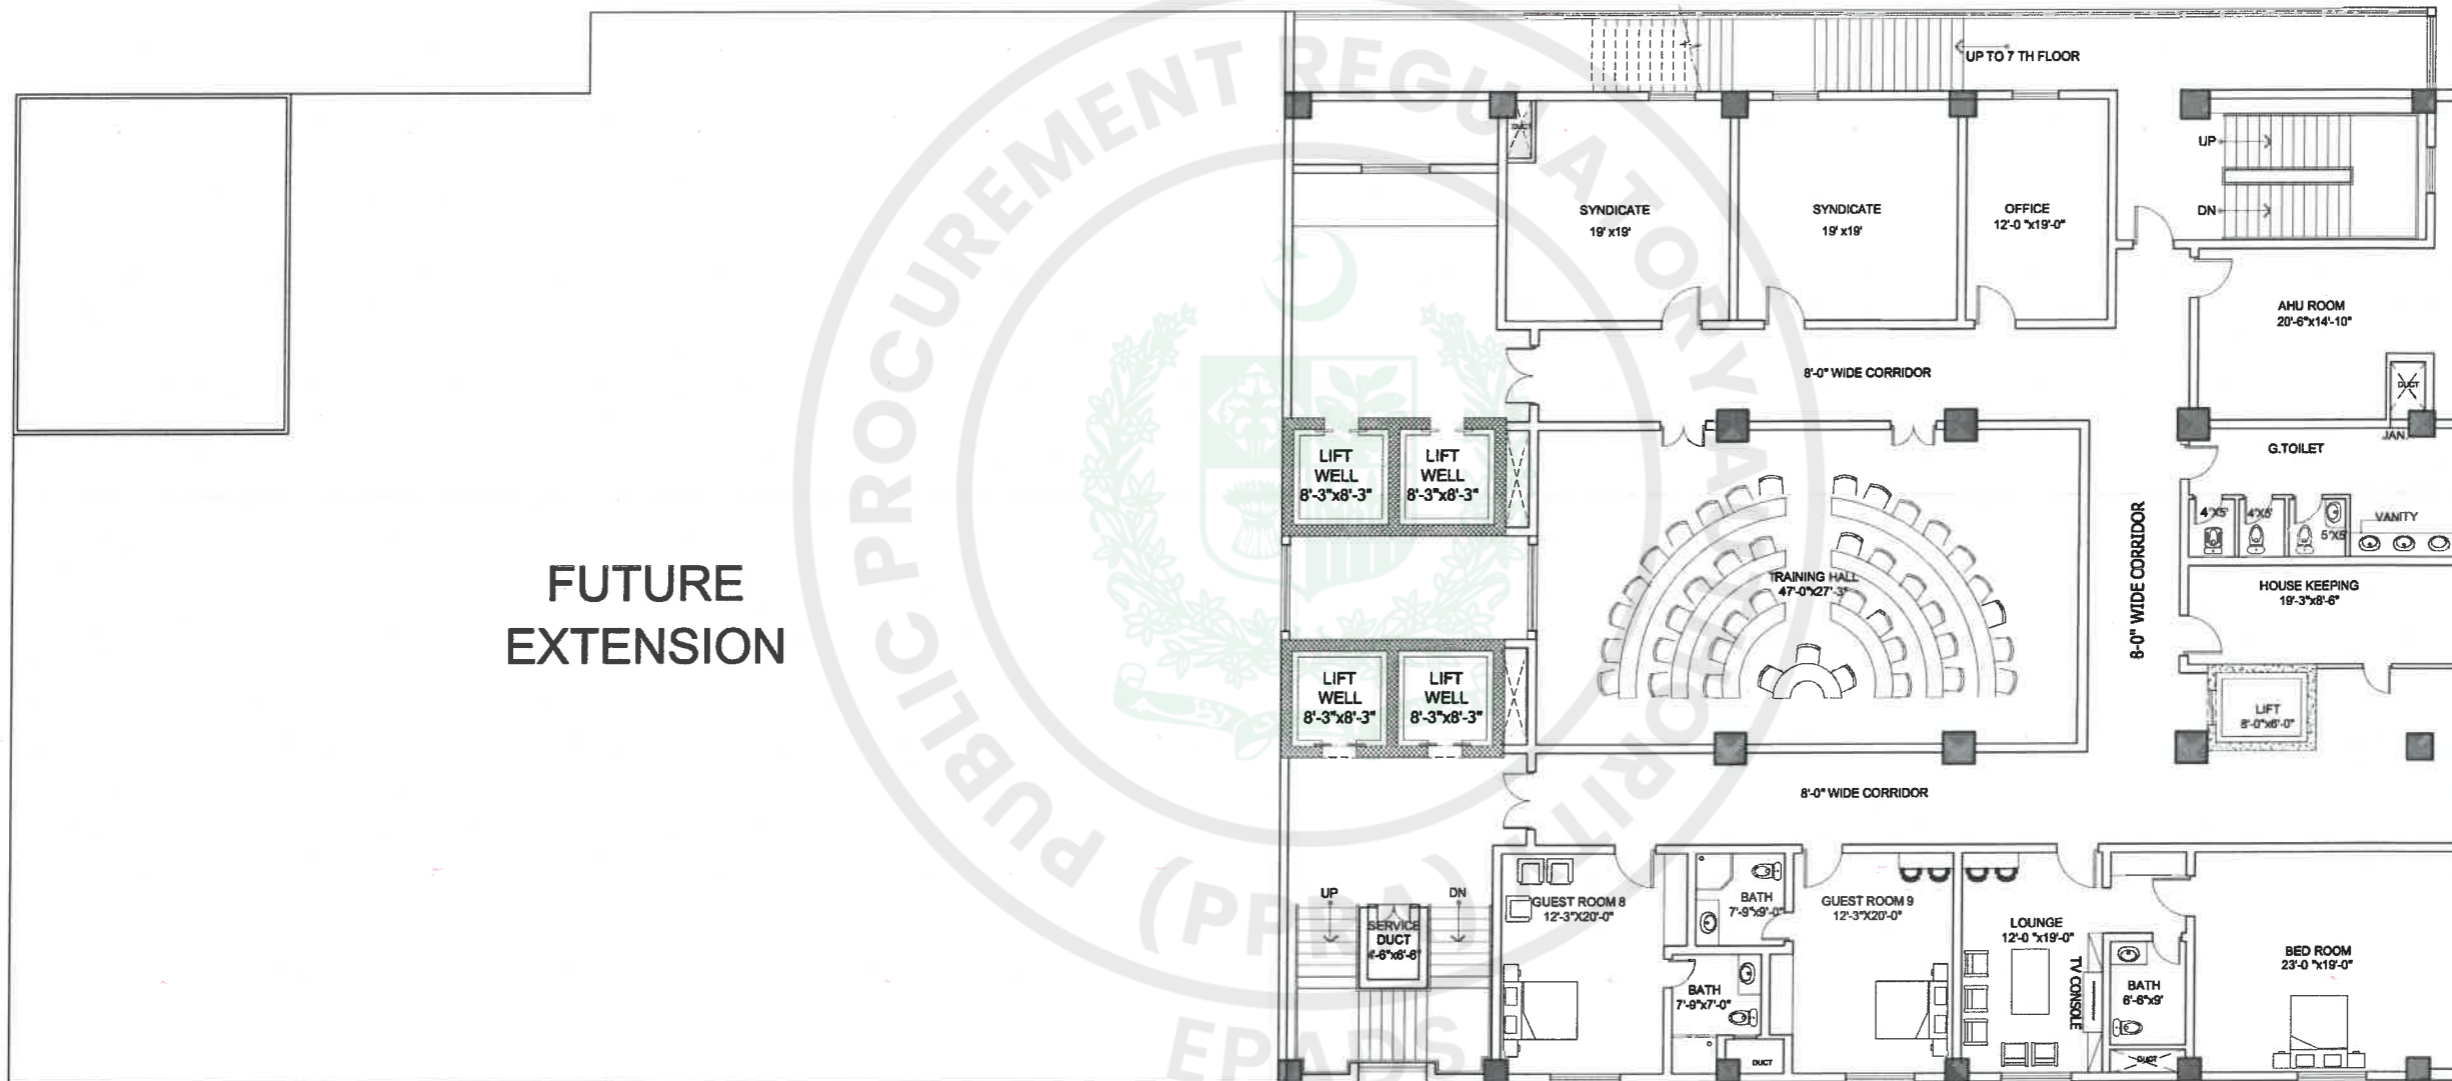 UP TO 7 TH FLOOR
DUCT
SYNDICATE
19' x19'
SYNDICATE
19' x19'
OFFICE
12'-0 "x19'-0"
UP
DN
AHU ROOM
20'-6"x14'-10"
DUCT
8'-0" WIDE CORRIDOR
JAN.
G.TOILET
4'X5'
4'X5'
5'X5'
VANITY
LIFT
WELL
8'-3"x8'-3"
LIFT
WELL
8'-3"x8'-3"
TRAINING HALL
47'-0"x27'-3"
8-0" WIDE CORRIDOR
HOUSE KEEPING
19'-3"x8'-6"
FUTURE
EXTENSION
LIFT
WELL
8'-3"x8'-3"
LIFT
WELL
8'-3"x8'-3"
LIFT
8'-0"x6'-0"
8'-0" WIDE CORRIDOR
UP
DN
SERVICE
DUCT
GUEST ROOM 8
12'-3"X20'-0"
BATH
7'-9"x9'-0"
GUEST ROOM 9
12'-3"X20'-0"
LOUNGE
12'-0 "x19'-0"
TV CONSOLE
BATH
6'-6"x9'
BED ROOM
23'-0 "x19'-0"
BATH
7'-9"x7'-0"
DUCT
DUCT
PUBLIC PROCUREMENT REGULATORY AUTHORITY
(PPRA)
EPADS